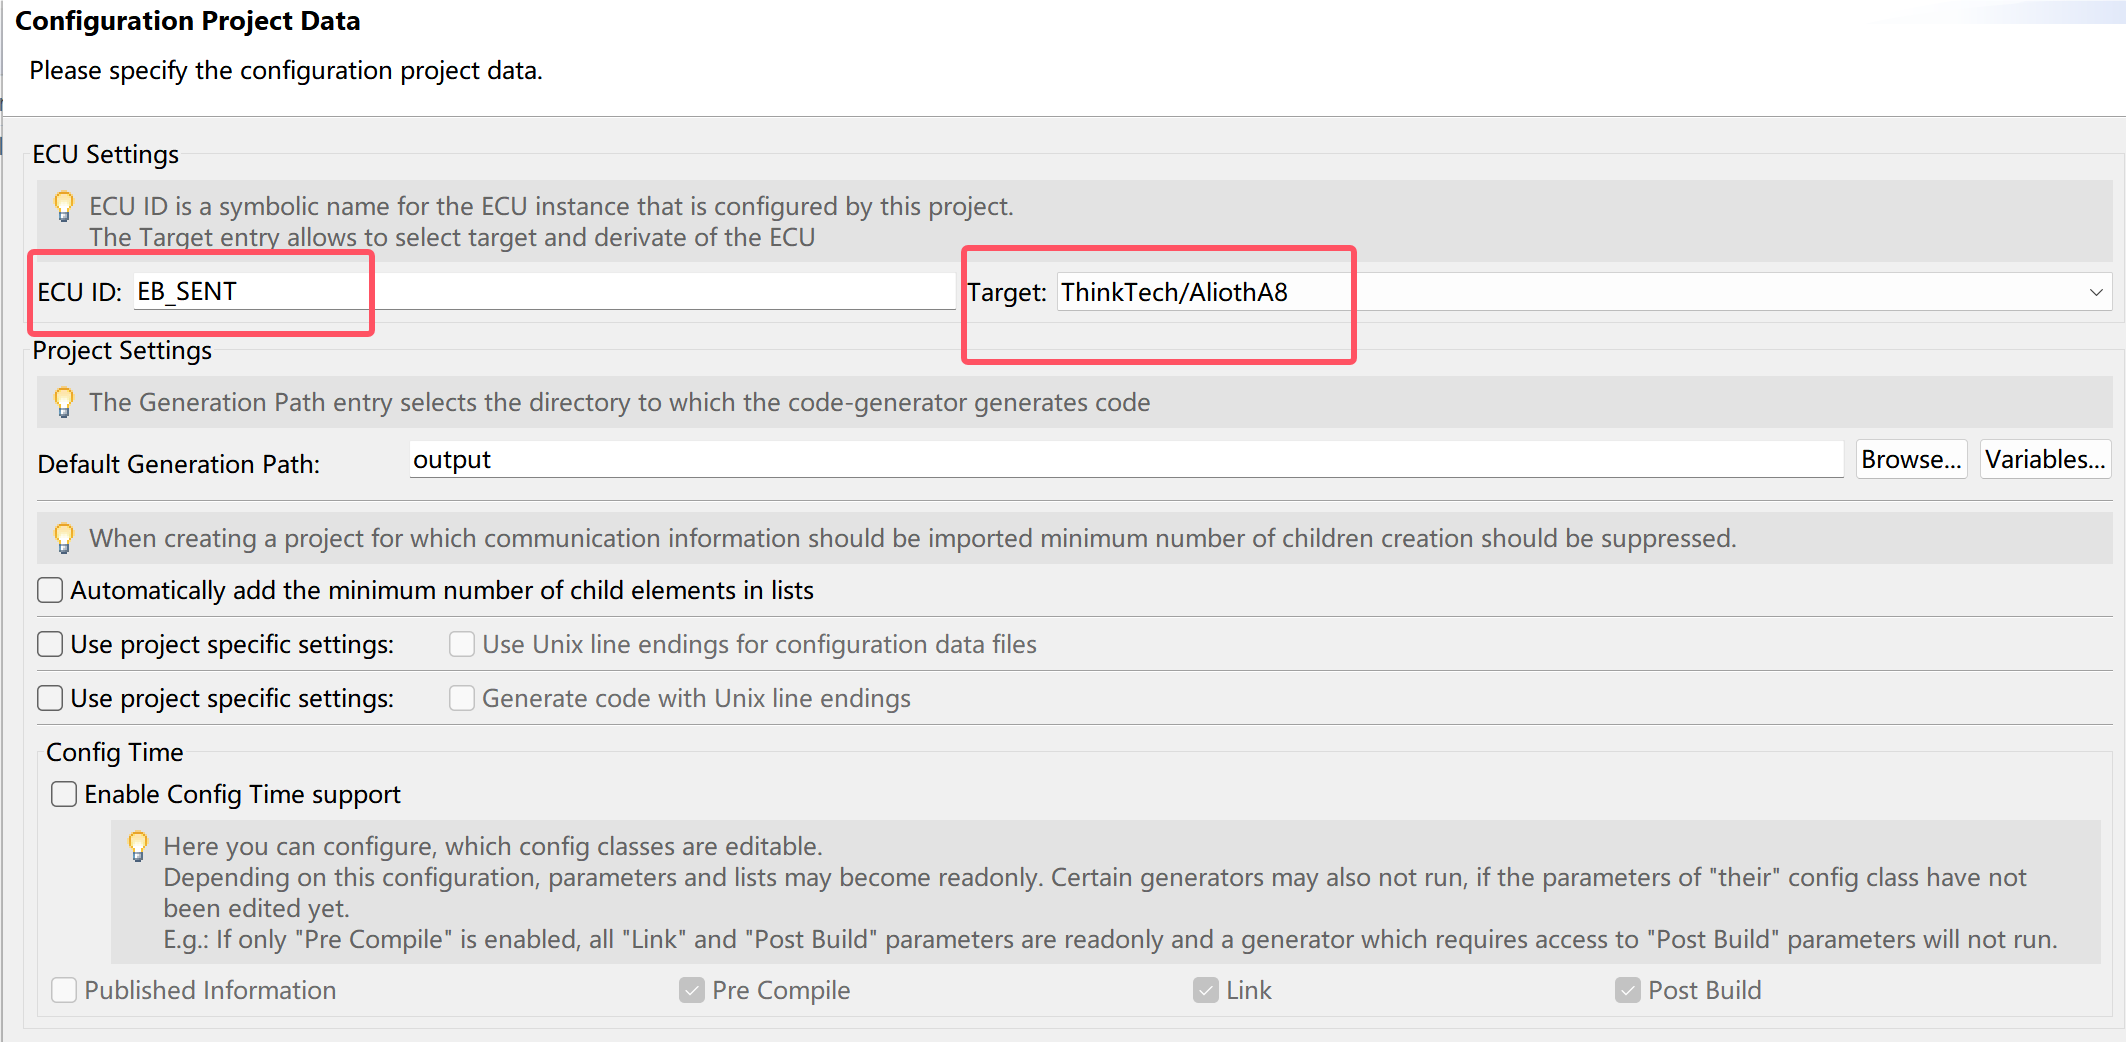 Configuration Project Data
Please specify the configuration project data.
ECU Settings
ECU ID is a symbolic name for the ECU instance that is configured by this project.
The Target entry allows to select target and derivate of the ECU
ECU ID: EB_SENT Target: ThinkTech/AliothA8
Project Settings
The Generation Path entry selects the directory to which the code-generator generates code
Default Generation Path: output Browse... Variables...
When creating a project for which communication information should be imported minimum number of children creation should be suppressed.
Automatically add the minimum number of child elements in lists
Use project specific settings: Use Unix line endings for configuration data files
Use project specific settings: Generate code with Unix line endings
Config Time
Enable Config Time support
Here you can configure, which config classes are editable.
Depending on this configuration, parameters and lists may become readonly. Certain generators may also not run, if the parameters of "their" config class have not
been edited yet.
E.g.: If only "Pre Compile" is enabled, all "Link" and "Post Build" parameters are readonly and a generator which requires access to "Post Build" parameters will not run.
Published Information Pre Compile Link Post Build